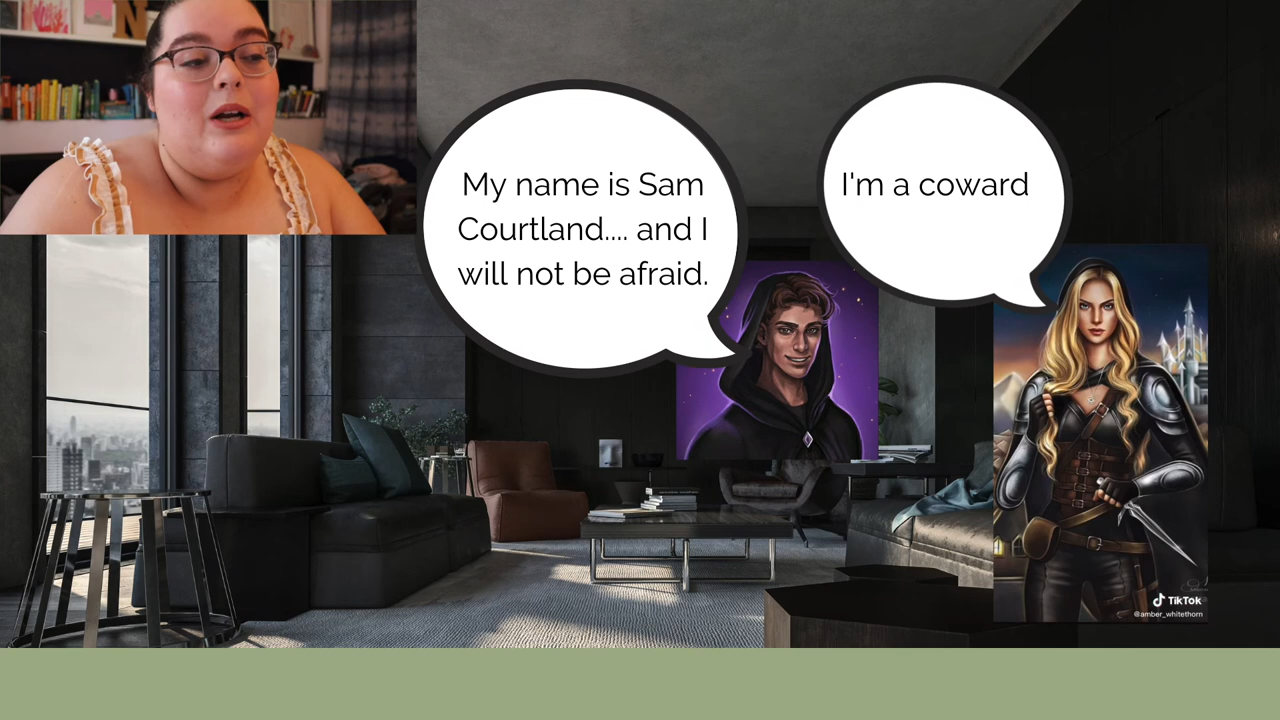 My name is Sam
Courtland.... and I
will not be afraid.
I'm a coward
TikTok
@amber_whitethorn